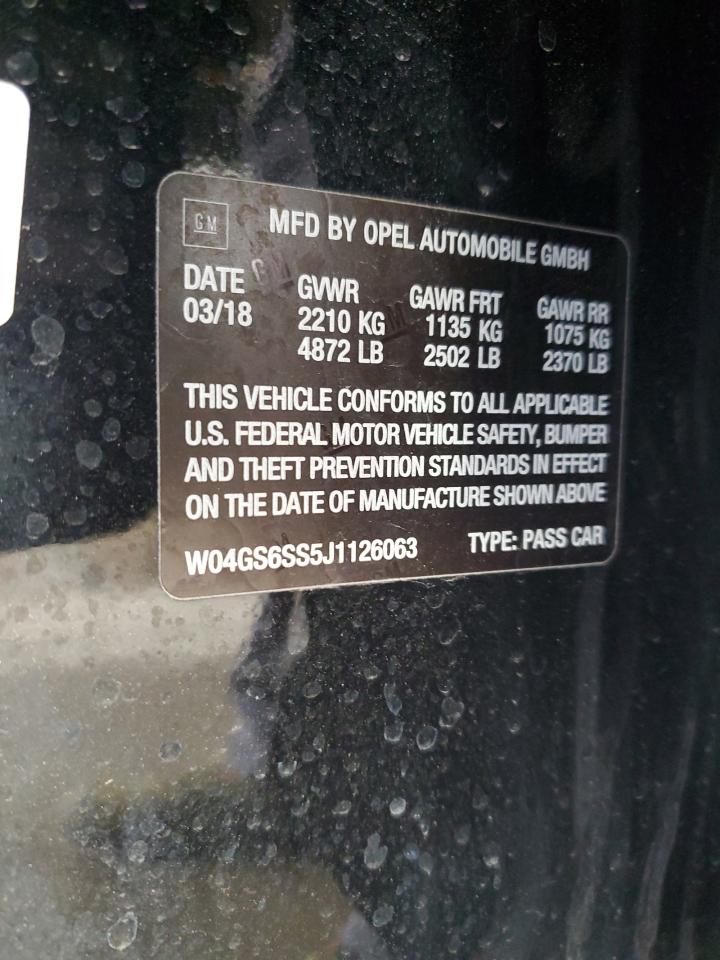 GM MFD BY OPEL AUTOMOBILE GMBH
DATE GVWR GAWR FRT GAWR RR
03/18 2210 KG 1135 KG 1075 KG
4872 LB 2502 LB 2370 LB
THIS VEHICLE CONFORMS TO ALL APPLICABLE
U.S. FEDERAL MOTOR VEHICLE SAFETY, BUMPER
AND THEFT PREVENTION STANDARDS IN EFFECT
ON THE DATE OF MANUFACTURE SHOWN ABOVE
W04GS6SS5J1126063 TYPE: PASS CAR